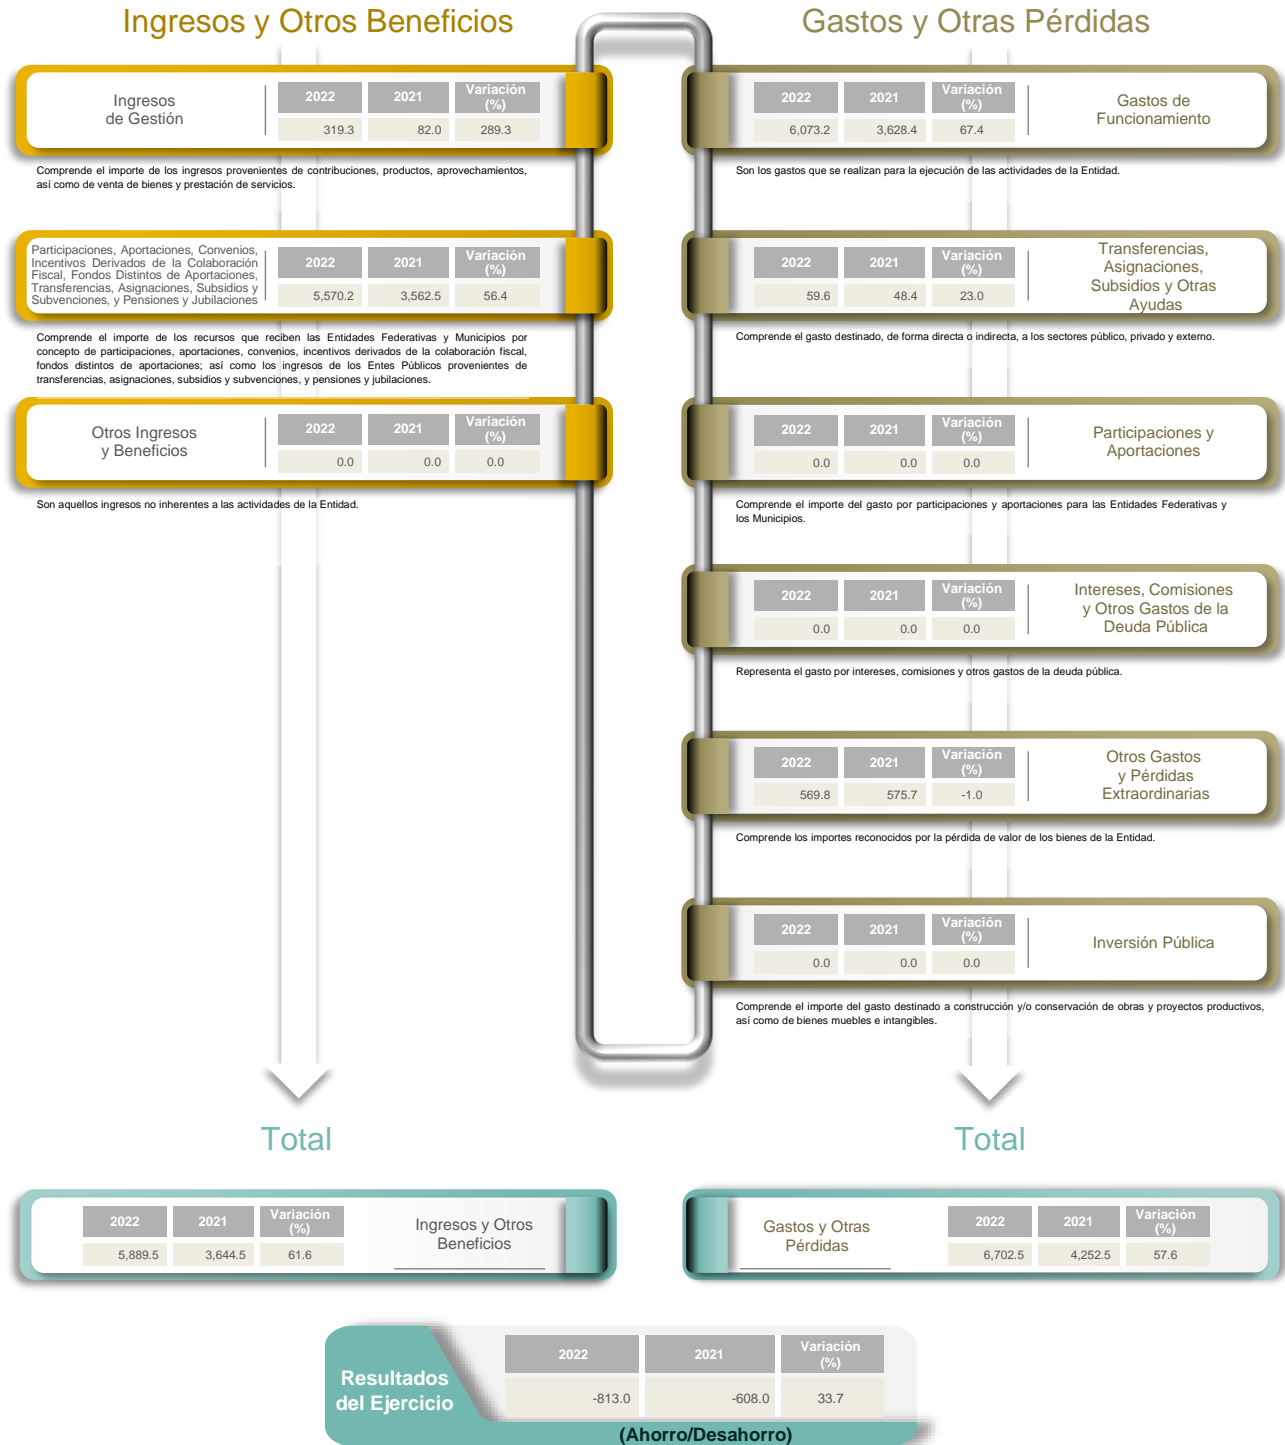 Ingresos y Otros Beneficios
Ingresos
de Gestión
2022 2021 Variación
(%)
319.3 82.0 289.3
Comprende el importe de los ingresos provenientes de contribuciones, productos, aprovechamientos,
así como de venta de bienes y prestación de servicios.
Participaciones, Aportaciones, Convenios,
Incentivos Derivados de la Colaboración
Fiscal, Fondos Distintos de Aportaciones,
Transferencias, Asignaciones, Subsidios y
Subvenciones, y Pensiones y Jubilaciones
2022 2021 Variación
(%)
5,570.2 3,562.5 56.4
Comprende el importe de los recursos que reciben las Entidades Federativas y Municipios por
concepto de participaciones, aportaciones, convenios, incentivos derivados de la colaboración fiscal,
fondos distintos de aportaciones; así como los ingresos de los Entes Públicos provenientes de
transferencias, asignaciones, subsidios y subvenciones, y pensiones y jubilaciones.
Otros Ingresos
y Beneficios
2022 2021 Variación
(%)
0.0 0.0 0.0
Son aquellos ingresos no inherentes a las actividades de la Entidad.
Gastos y Otras Pérdidas
2022 2021 Variación
(%)
6,073.2 3,628.4 67.4
Gastos de
Funcionamiento
Son los gastos que se realizan para la ejecución de las actividades de la Entidad.
2022 2021 Variación
(%)
59.6 48.4 23.0
Transferencias,
Asignaciones,
Subsidios y Otras
Ayudas
Comprende el gasto destinado, de forma directa o indirecta, a los sectores público, privado y externo.
2022 2021 Variación
(%)
0.0 0.0 0.0
Participaciones y
Aportaciones
Comprende el importe del gasto por participaciones y aportaciones para las Entidades Federativas y
los Municipios.
2022 2021 Variación
(%)
0.0 0.0 0.0
Intereses, Comisiones
y Otros Gastos de la
Deuda Pública
Representa el gasto por intereses, comisiones y otros gastos de la deuda pública.
2022 2021 Variación
(%)
569.8 575.7 -1.0
Otros Gastos
y Pérdidas
Extraordinarias
Comprende los importes reconocidos por la pérdida de valor de los bienes de la Entidad.
2022 2021 Variación
(%)
0.0 0.0 0.0
Inversión Pública
Comprende el importe del gasto destinado a construcción y/o conservación de obras y proyectos productivos,
así como de bienes muebles e intangibles.
Total
2022 2021 Variación
(%)
5,889.5 3,644.5 61.6
Ingresos y Otros
Beneficios
Total
Gastos y Otras
Pérdidas
2022 2021 Variación
(%)
6,702.5 4,252.5 57.6
Resultados
del Ejercicio
2022 2021 Variación
(%)
-813.0 -608.0 33.7
(Ahorro/Desahorro)